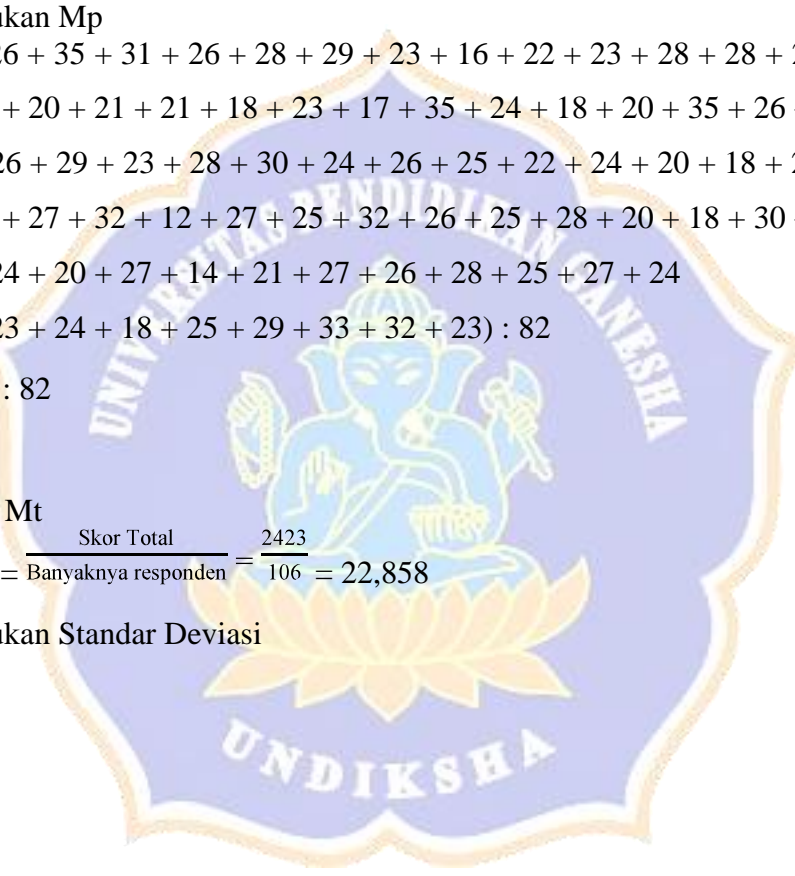 ukan Mp
26 + 35 + 31 + 26 + 28 + 29 + 23 + 16 + 22 + 23 + 28 + 28 +
+ 20 + 21 + 21 + 18 + 23 + 17 + 35 + 24 + 18 + 20 + 35 + 26
26 + 29 + 23 + 28 + 30 + 24 + 26 + 25 + 22 + 24 + 20 + 18 +
+ 27 + 32 + 12 + 27 + 25 + 32 + 26 + 25 + 28 + 20 + 18 + 30
24 + 20 + 27 + 14 + 21 + 27 + 26 + 28 + 25 + 27 + 24
23 + 24 + 18 + 25 + 29 + 33 + 32 + 23) : 82
: 82
Mt
= Skor Total / Banyaknya responden = 2423 / 106 = 22,858
ukan Standar Deviasi
UNIVERSITAS PENDIDIKAN GANESHA
UNDIKSHA